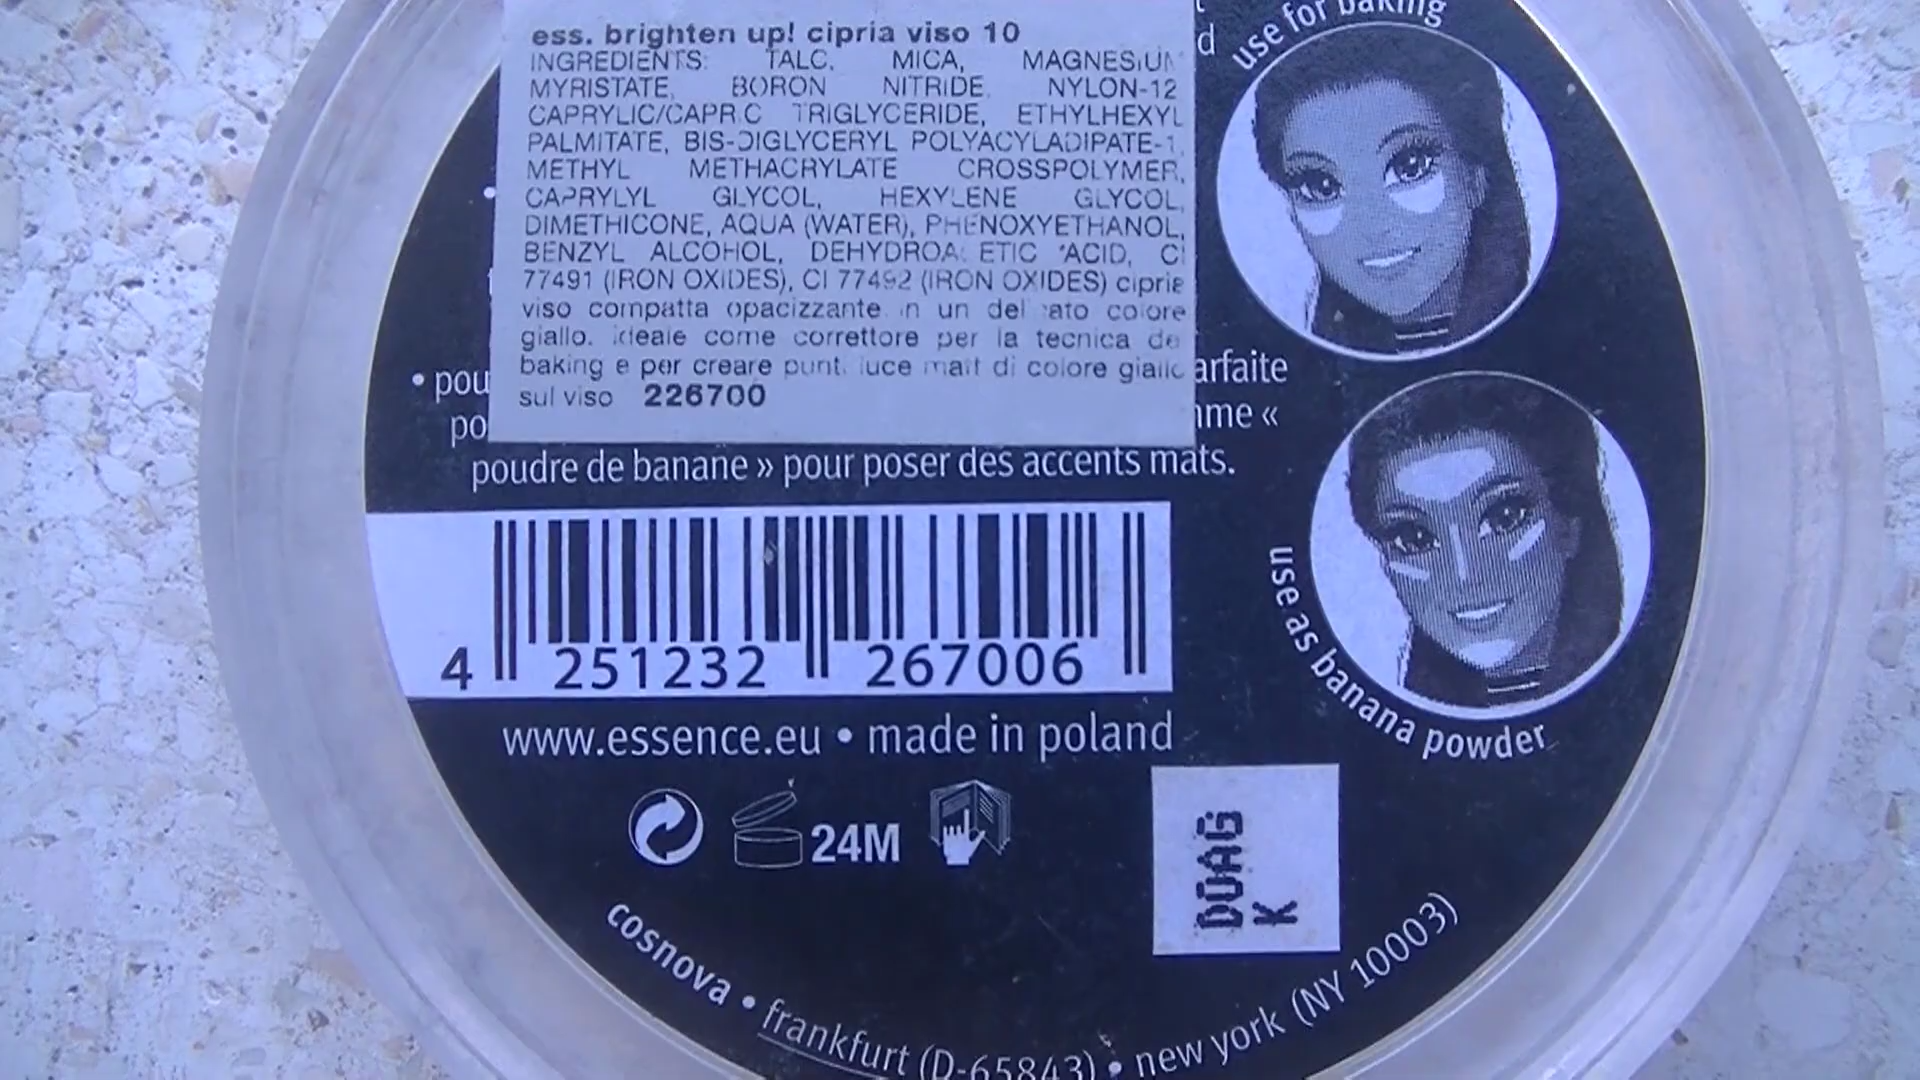 ess. brighten up! cipria viso 10
INGREDIENTS: TALC, MICA, MAGNESIUM
MYRISTATE, BORON NITRIDE, NYLON-12
CAPRYLIC/CAPRIC TRIGLYCERIDE, ETHYLHEXYL
PALMITATE, BIS-DIGLYCERYL POLYACYLADIPATE-1,
METHYL METHACRYLATE CROSSPOLYMER,
CAPRYLYL GLYCOL, HEXYLENE GLYCOL,
DIMETHICONE, AQUA (WATER), PHENOXYETHANOL,
BENZYL ALCOHOL, DEHYDROACETIC ACID, CI
77491 (IRON OXIDES), CI 77492 (IRON OXIDES) cipria
viso compatta opacizzante in un delicato colore
giallo. ideale come correttore per la tecnica de
baking e per creare punti luce matt di colore giallo
sul viso 226700
use for baking
• pou
arfaite
po
mme «
poudre de banane » pour poser des accents mats.
use as banana powder
4 251232 267006
www.essence.eu • made in poland
24M
K
cosnova • frankfurt (D-65843) • new york (NY 10003)